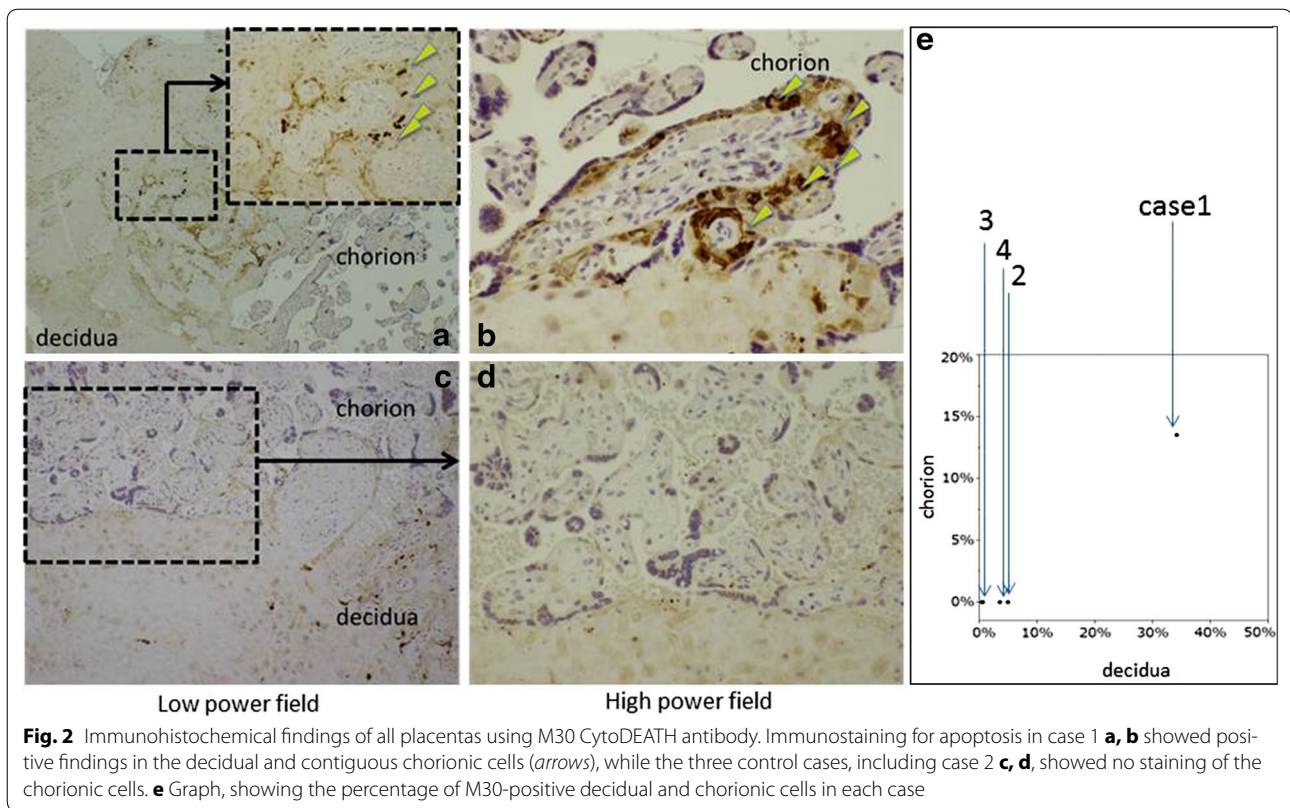 chorion
decidua
a
chorion
b
c
chorion
decidua
d
Low power field
High power field
e
case1
3
4
2
20%
15%
10%
5%
0%
chorion
0% 10% 20% 30% 40% 50%
decidua
Fig. 2 Immunohistochemical findings of all placentas using M30 CytoDEATH antibody. Immunostaining for apoptosis in case 1 a, b showed posi-
tive findings in the decidual and contiguous chorionic cells (arrows), while the three control cases, including case 2 c, d, showed no staining of the
chorionic cells. e Graph, showing the percentage of M30-positive decidual and chorionic cells in each case